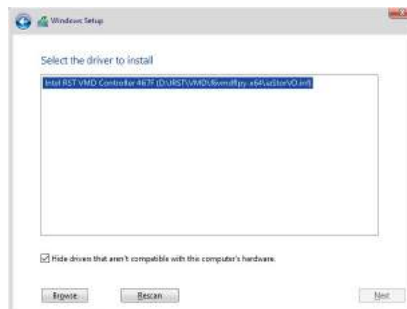 Windows Setup
Select the driver to install
Intel RST VMD Controller 467F (D:\RST\VMD\f6vmdflpy-x64\iaStorVD.inf)
Hide drivers that aren't compatible with this computer's hardware.
Browse
Rescan
Next